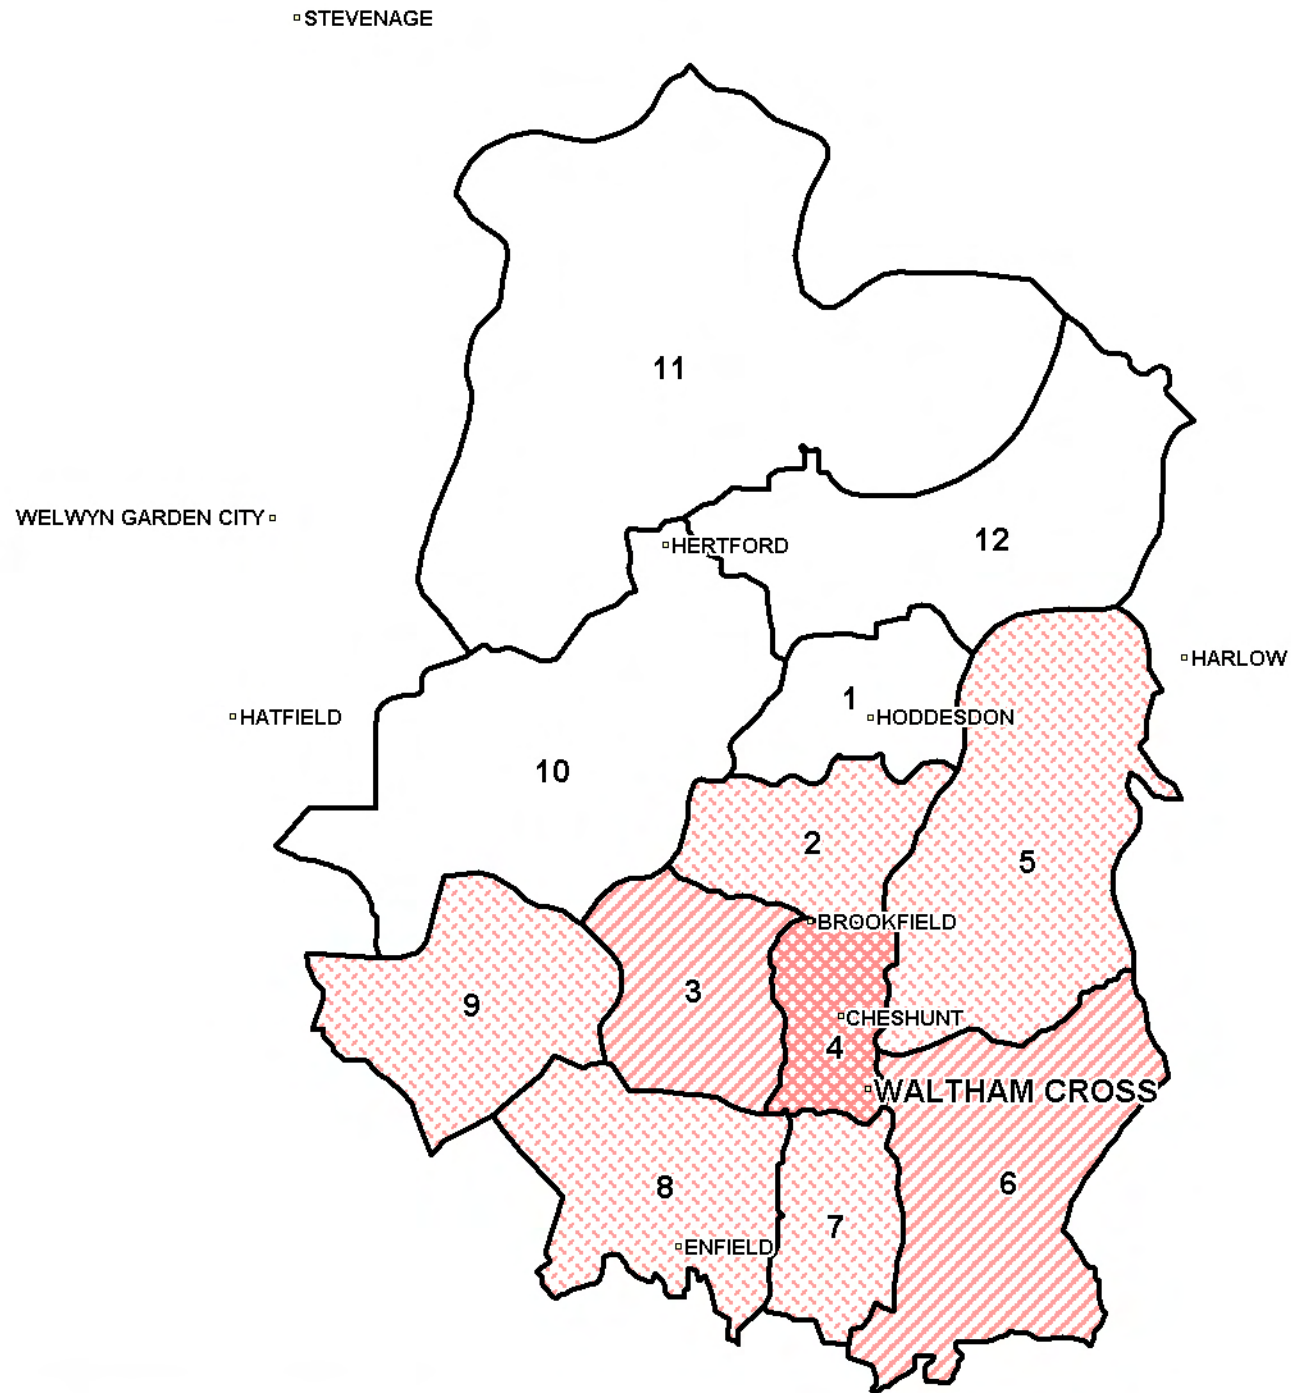 STEVENAGE
11
WELWYN GARDEN CITY
HERTFORD
12
HARLOW
1
HATFIELD
HODDESDON
10
2
5
BROOKFIELD
3
9
CHESHUNT
4
WALTHAM CROSS
6
8
7
ENFIELD